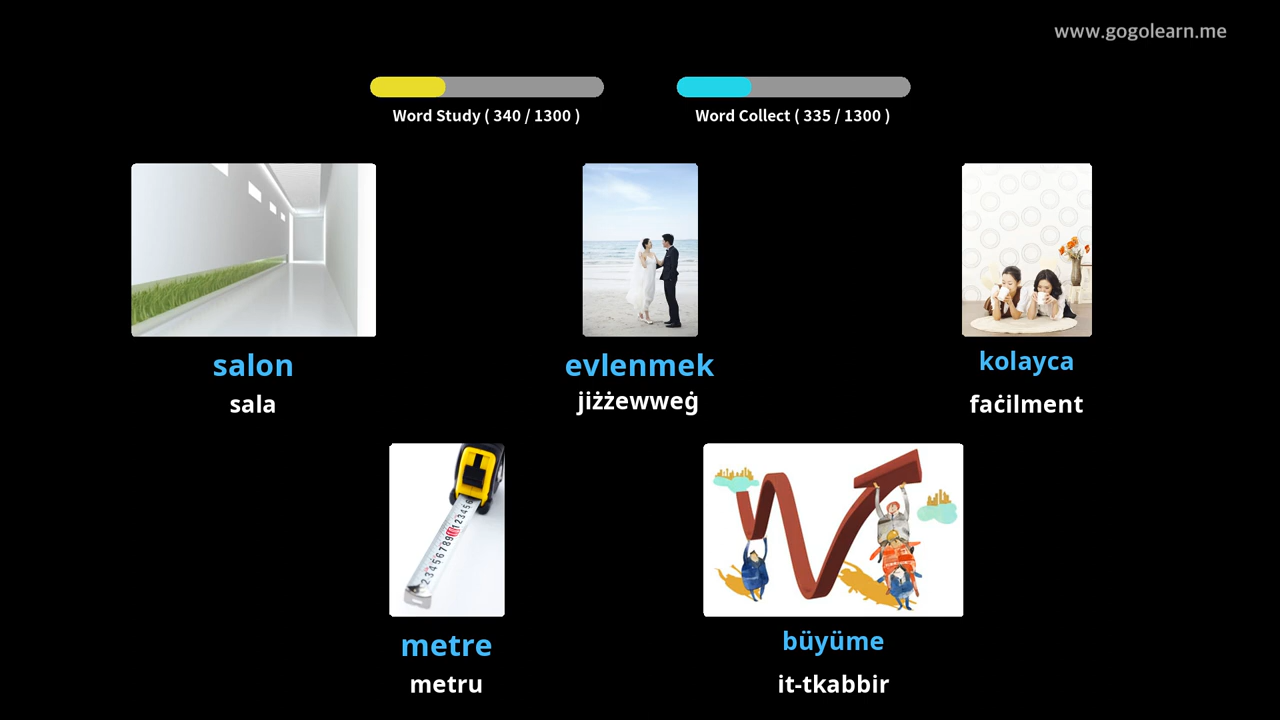 www.gogolearn.me
Word Study ( 340 / 1300 )
Word Collect ( 335 / 1300 )
salon
sala
evlenmek
jiżżewweġ
kolayca
faċilment
metre
metru
büyüme
it-tkabbir